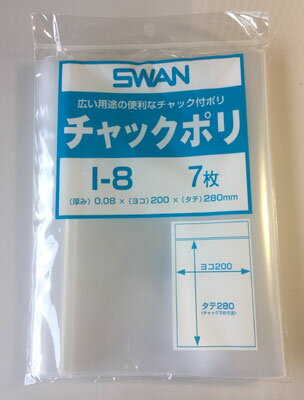 SWAN
広い用途の便利なチャック付ポリ
チャックポリ
I-8 7枚
(厚み) 0.08 × (ヨコ) 200 × (タテ) 280mm
ヨコ200
タテ280
(チャック下の寸法)